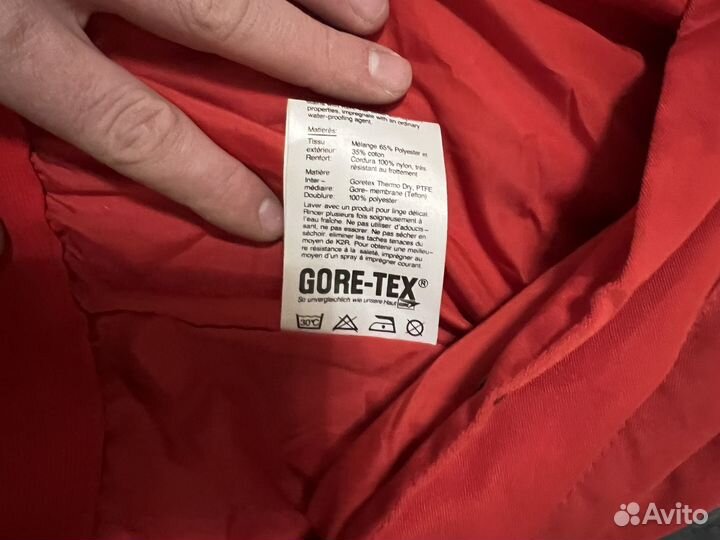 properties, impregnate with an ordinary
water-proofing agent.
Matierés:
Tissu Mélange 65% Polyester et
extérieur: 35% coton
Renfort: Cordura 100% nylon, très
résistant au frottement
Matière
Inter – Goretex Thermo Dry, PTFE
médiaire: Gore- membrane (Teflon)
Doublure: 100% polyester
Laver avec un produit pour linge délicat.
Rincer plusieurs fois soigneusement à
l'eau fraîche. Ne pas utiliser d'adoucis-
sant, ne pas essorer. Ne pas sécher en
séchoir, eliminer les taches tenaces du
moyen de K2R. Pour obtenir une meilleu-
re résistance à la saleté, imprégner au
moyen d'un spray à imprégner courant.
GORE-TEX®
So unvergleichlich wie unsere Haut
30°C
Avito